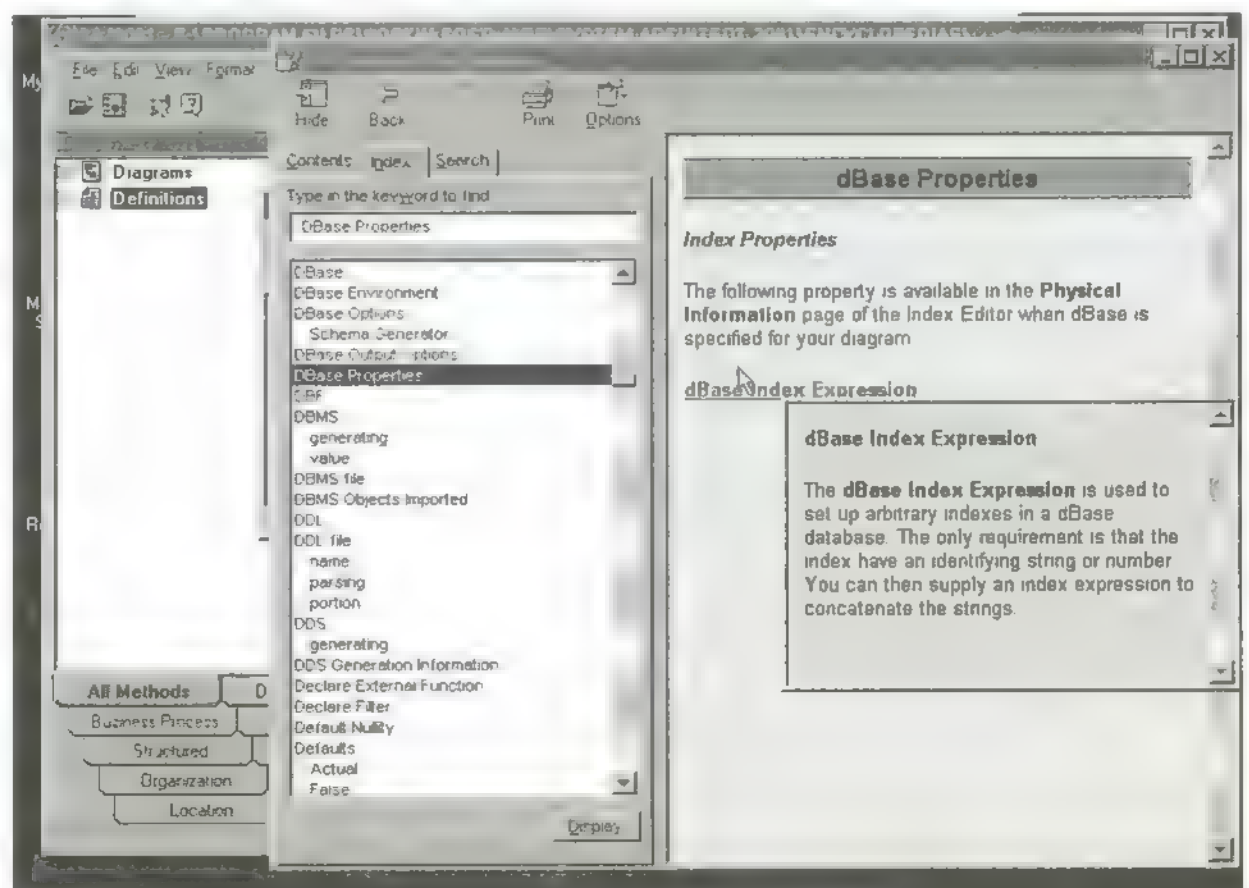 File Edit View Format
My
Hide Back Print Options
Contents Index Search
Diagrams
Definitions
Type in the keyword to find
DBase Properties
DBase
DBase Environment
DBase Options
Schema Generator
DBase Output Options
DBase Properties
DBF
DBMS
generating
value
DBMS file
DBMS Objects Imported
DDL
DDL file
name
parsing
portion
DDS
generating
DDS Generation Information
Declare External Function
Declare Filter
Default Nullity
Defaults
Actual
False
Display
All Methods D
Business Process
Structured
Organization
Location
dBase Properties
Index Properties
The following property is available in the Physical
Information page of the Index Editor when dBase is
specified for your diagram
dBase Index Expression
dBase Index Expression
The dBase Index Expression is used to
set up arbitrary indexes in a dBase
database. The only requirement is that the
index have an identifying string or number
You can then supply an index expression to
concatenate the strings.